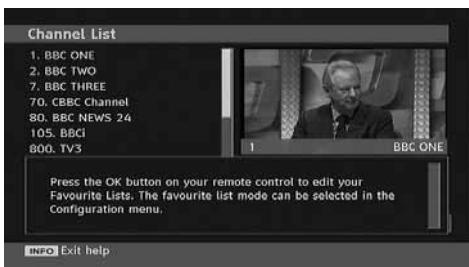 Channel List
1. BBC ONE
2. BBC TWO
7. BBC THREE
70. CBBC Channel
80. BBC NEWS 24
105. BBCi
800. TV3
1 BBC ONE
Press the OK button on your remote control to edit your
Favourite Lists. The favourite list mode can be selected in the
Configuration menu.
INFO Exit help